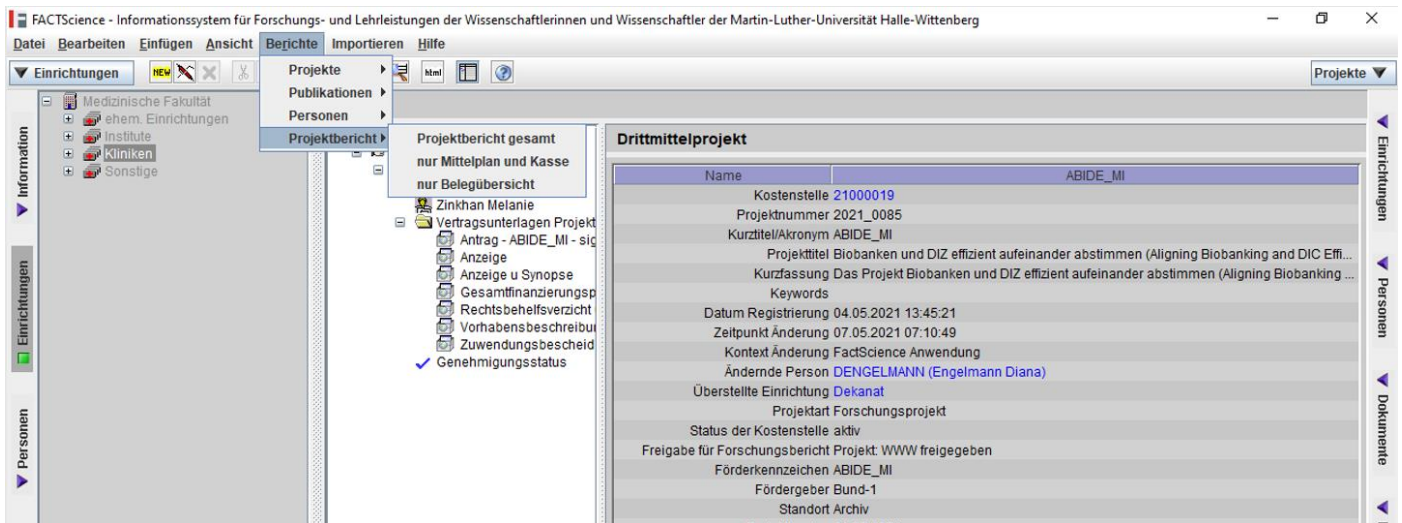 FACTScience - Informationssystem für Forschungs- und Lehrleistungen der Wissenschaftlerinnen und Wissenschaftler der Martin-Luther-Universität Halle-Wittenberg
Datei Bearbeiten Einfügen Ansicht Berichte Importieren Hilfe
Einrichtungen NEW html Projekte
Projekte
Publikationen
Personen
Projektbericht
Projektbericht gesamt
nur Mittelplan und Kasse
nur Belegübersicht
Information
Einrichtungen
Personen
Medizinische Fakultät
ehem. Einrichtungen
Institute
Kliniken
Sonstige
Zinkhan Melanie
Vertragsunterlagen Projekt
Antrag - ABIDE_MI - sig
Anzeige
Anzeige u Synopse
Gesamtfinanzierungsp
Rechtsbehelfsverzicht
Vorhabensbeschreibu
Zuwendungsbescheid
Genehmigungsstatus
Drittmittelprojekt
Name ABIDE_MI
Kostenstelle 21000019
Projektnummer 2021_0085
Kurztitel/Akronym ABIDE_MI
Projekttitel Biobanken und DIZ effizient aufeinander abstimmen (Aligning Biobanking and DIC Effi...
Kurzfassung Das Projekt Biobanken und DIZ effizient aufeinander abstimmen (Aligning Biobanking ...
Keywords
Datum Registrierung 04.05.2021 13:45:21
Zeitpunkt Änderung 07.05.2021 07:10:49
Kontext Änderung FactScience Anwendung
Ändernde Person DENGELMANN (Engelmann Diana)
Überstellte Einrichtung Dekanat
Projektart Forschungsprojekt
Status der Kostenstelle aktiv
Freigabe für Forschungsbericht Projekt: WWW freigegeben
Förderkennzeichen ABIDE_MI
Fördergeber Bund-1
Standort Archiv
Einrichtungen
Personen
Dokumente